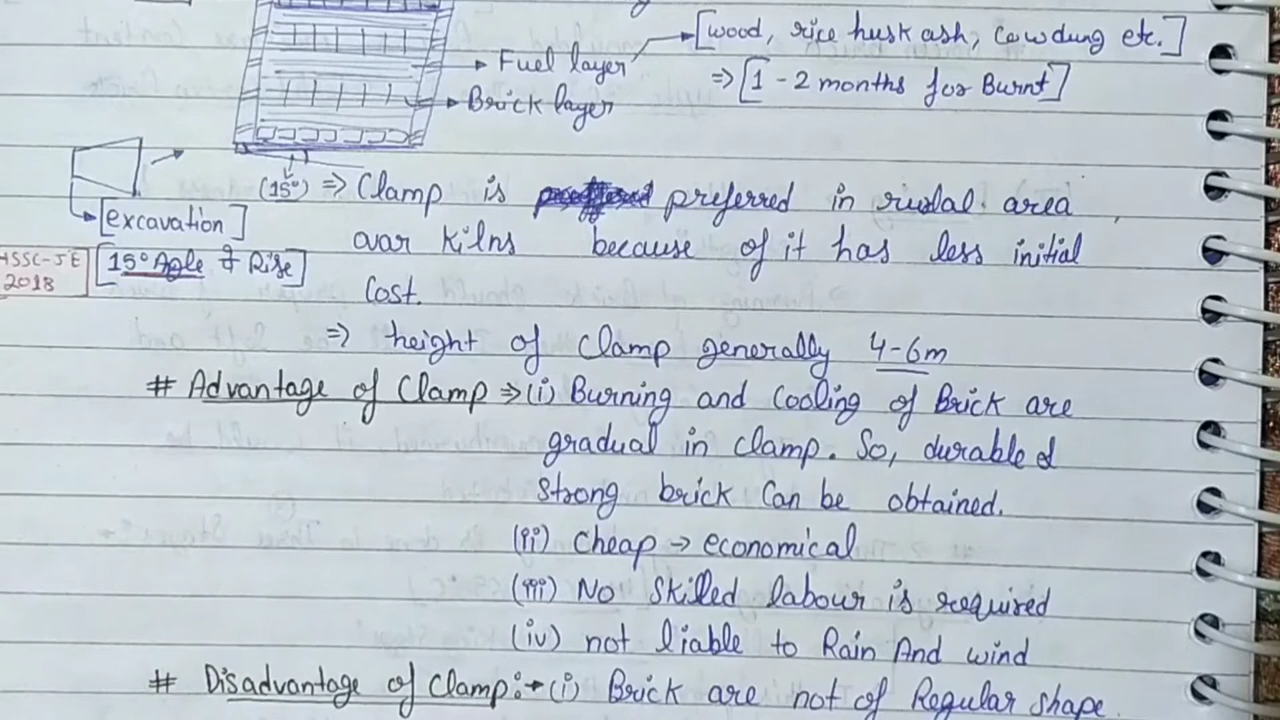 [wood, rice husk ash, Cowdung etc.]
Fuel layer
⇒ [1 - 2 months for Burnt]
Brick layer
(15°) ⇒ Clamp is preferred in rural area
[excavation]
over kilns because of it has less initial
HSSC-JE
2018
[15° Agle of Rise]
Cost.
⇒ height of Clamp generally 4-6m
# Advantage of Clamp ⇒ (i) Burning and Cooling of Brick are
gradual in clamp. So, durable &
Strong brick Can be obtained.
(ii) Cheap → economical
(iii) No skilled labour is required
(iv) not liable to Rain And wind
# Disadvantage of Clamp:→ (i) Brick are not of Regular shape.